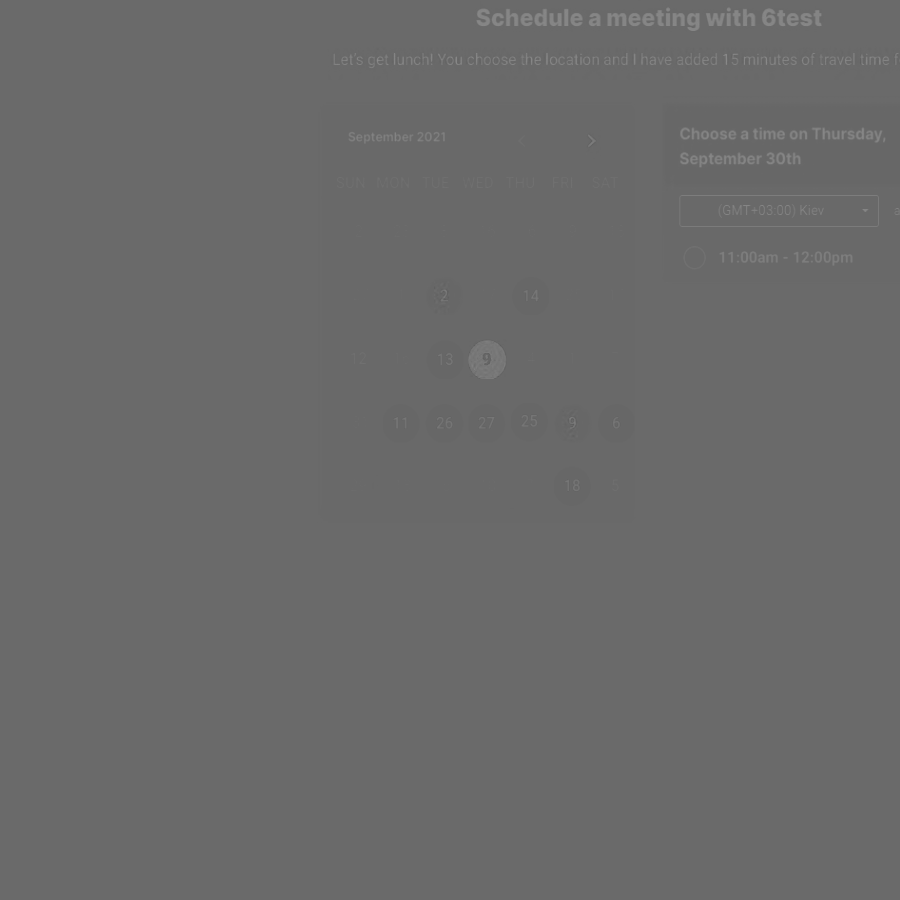 Schedule a meeting with 6test
Let's get lunch! You choose the location and I have added 15 minutes of travel time
September 2021
Choose a time on Thursday,
September 30th
SUN MON TUE WED THU FRI SAT
(GMT+03:00) Kiev
11:00am - 12:00pm
2 14
12 13 9
11 26 27 25 9 6
18